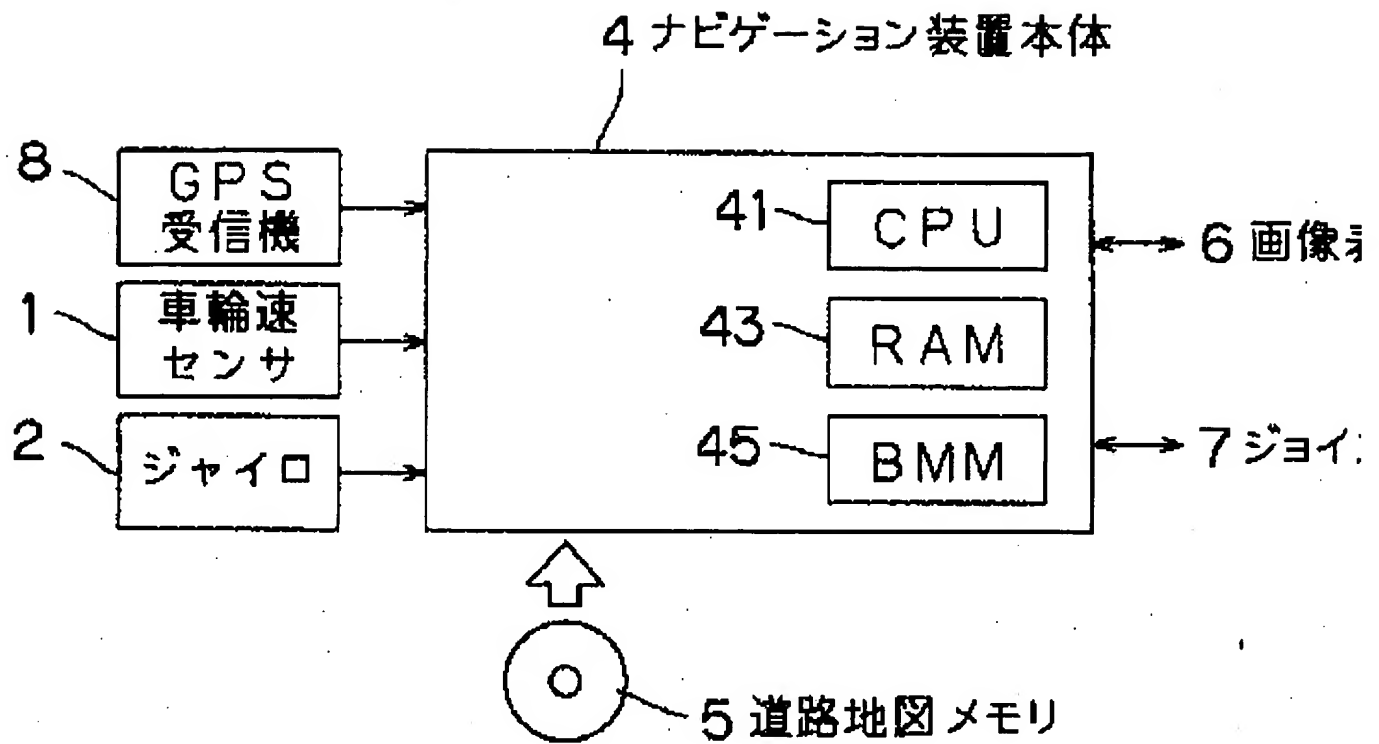 4 ナビゲーション装置本体
8
GPS
受信機
1
車輪速
センサ
2
ジャイロ
41
CPU
43
RAM
45
BMM
6 画像
7 ジョイ
5 道路地図メモリ